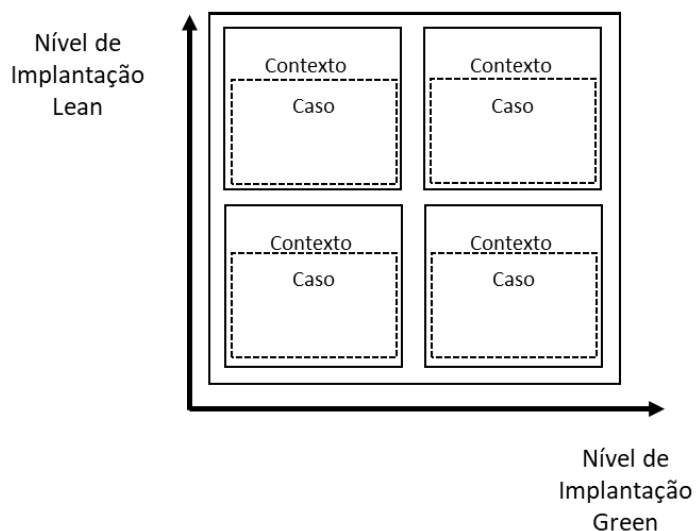 Nível de
Implantação
Lean
Contexto
Contexto
Caso
Caso
Contexto
Contexto
Caso
Caso
Nível de
Implantação
Green